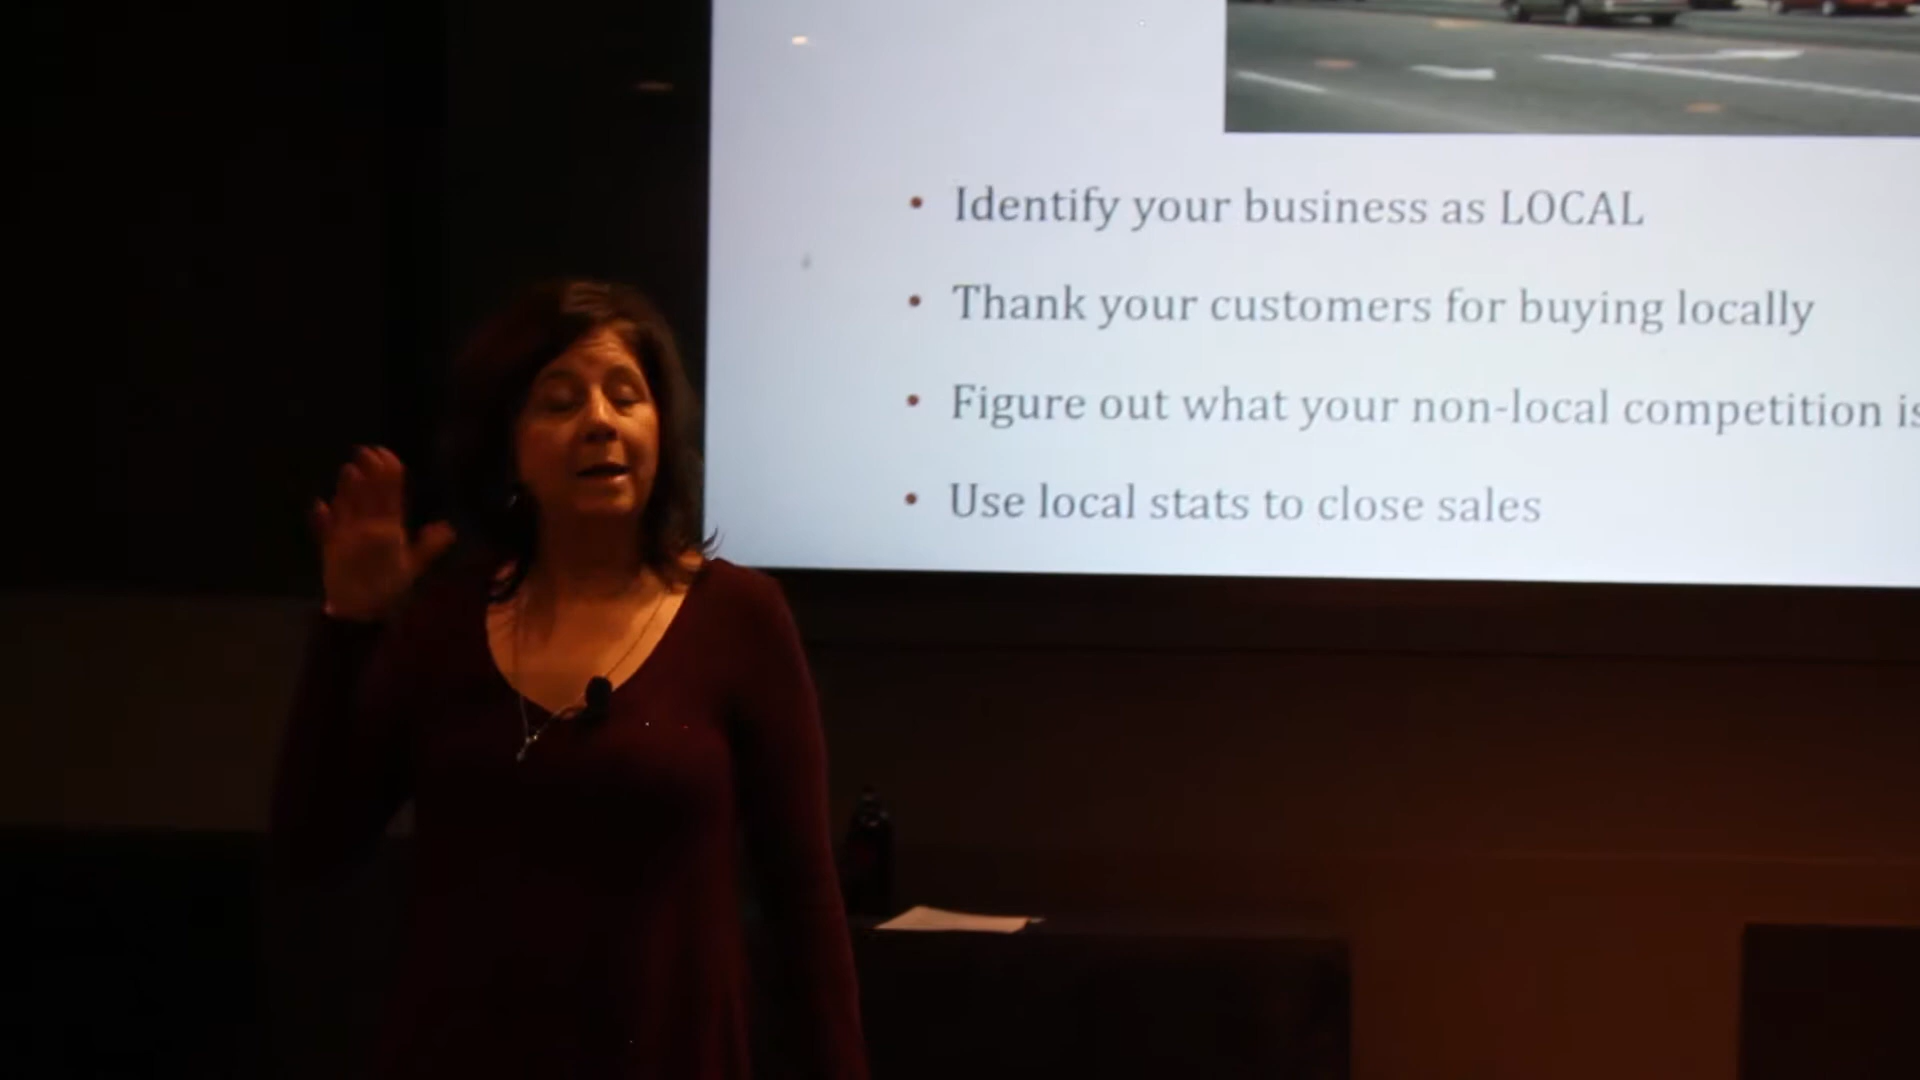 • Identify your business as LOCAL
• Thank your customers for buying locally
• Figure out what your non-local competition is
• Use local stats to close sales